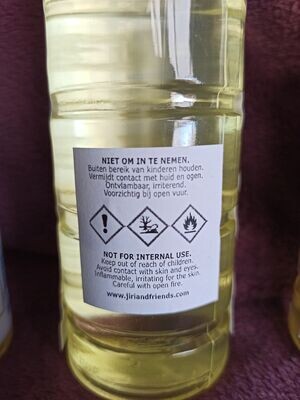 NIET OM IN TE NEMEN.
Buiten bereik van kinderen houden.
Vermijdt contact met huid en ogen.
Ontvlambaar, irriterend.
Voorzichtig bij open vuur.
NOT FOR INTERNAL USE.
Keep out of reach of children.
Avoid contact with skin and eyes.
Inflammable, irritating for the skin.
Careful with open fire.
www.jiriandfriends.com